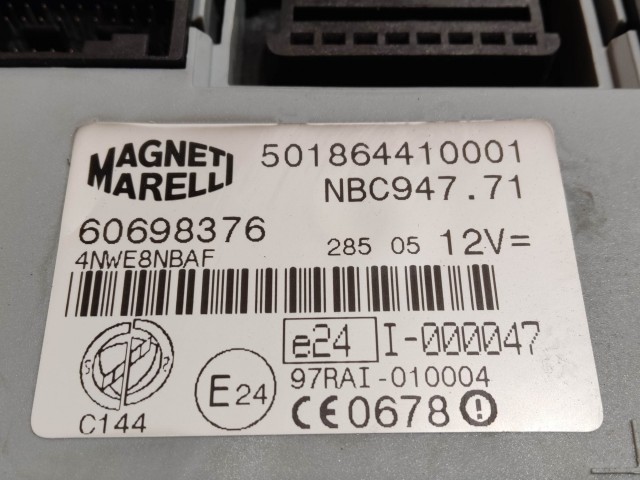 MAGNETI MARELLI
501864410001
NBC947.71
60698376
285 05 12V=
4NWE8NBAF
e24 I-000047
97RAI-010004
E24
CE0678
C144